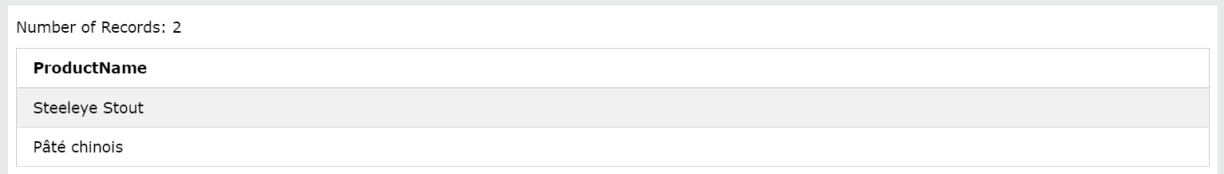 Number of Records: 2
ProductName
Steeleye Stout
Pâté chinois